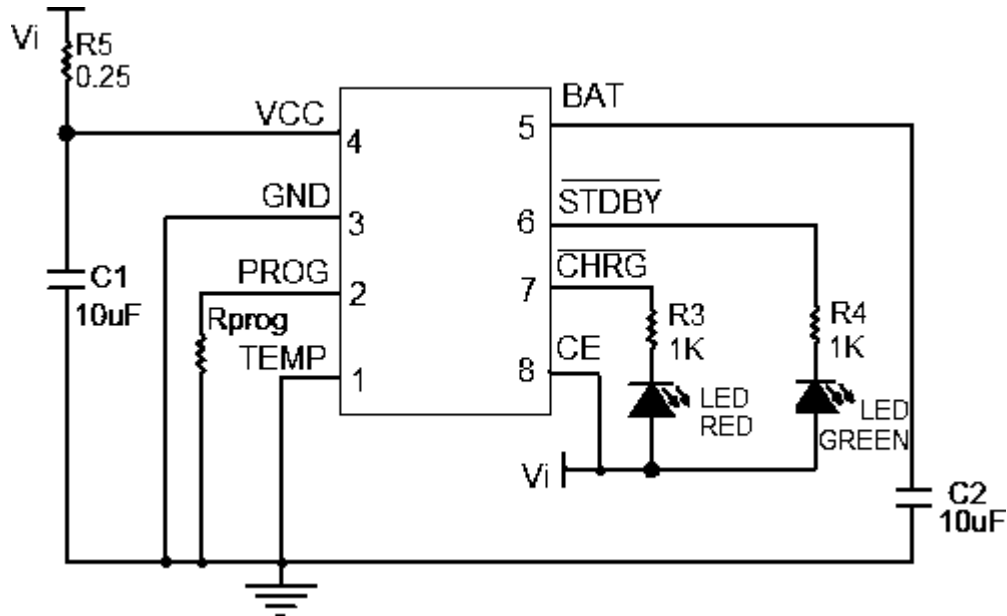 Vi
R5
0.25
VCC
4
GND
3
PROG
2
Rprog
TEMP
1
C1
10uF
BAT
5
STDBY
6
CHRG
7
CE
8
R3
1K
R4
1K
LED
RED
LED
GREEN
Vi
C2
10uF